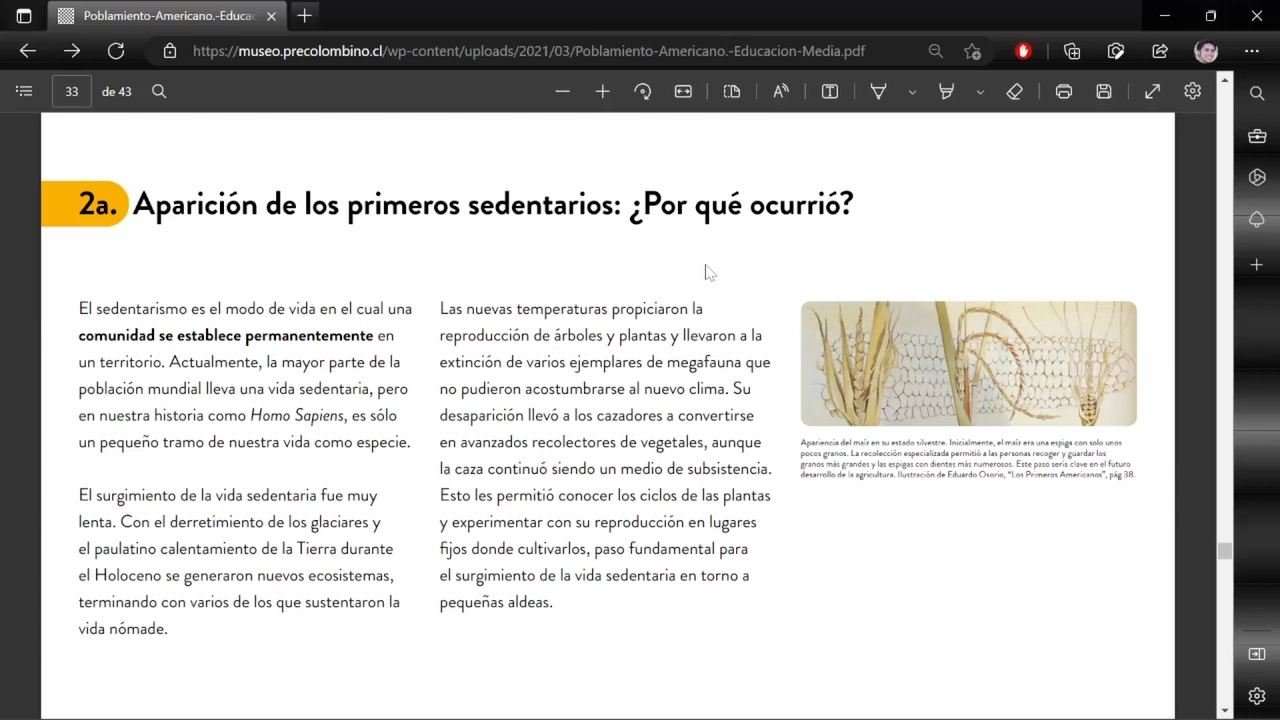 Poblamiento-Americano.-Educac
https://museo.precolombino.cl/wp-content/uploads/2021/03/Poblamiento-Americano.-Educacion-Media.pdf
33 de 43
2a. Aparición de los primeros sedentarios: ¿Por qué ocurrió?
El sedentarismo es el modo de vida en el cual una
comunidad se establece permanentemente en
un territorio. Actualmente, la mayor parte de la
población mundial lleva una vida sedentaria, pero
en nuestra historia como Homo Sapiens, es sólo
un pequeño tramo de nuestra vida como especie.
El surgimiento de la vida sedentaria fue muy
lenta. Con el derretimiento de los glaciares y
el paulatino calentamiento de la Tierra durante
el Holoceno se generaron nuevos ecosistemas,
terminando con varios de los que sustentaron la
vida nómade.
Las nuevas temperaturas propiciaron la
reproducción de árboles y plantas y llevaron a la
extinción de varios ejemplares de megafauna que
no pudieron acostumbrarse al nuevo clima. Su
desaparición llevó a los cazadores a convertirse
en avanzados recolectores de vegetales, aunque
la caza continuó siendo un medio de subsistencia.
Esto les permitió conocer los ciclos de las plantas
y experimentar con su reproducción en lugares
fijos donde cultivarlos, paso fundamental para
el surgimiento de la vida sedentaria en torno a
pequeñas aldeas.
Apariencia del maíz en su estado silvestre. Inicialmente, el maíz era una espiga con solo unos
pocos granos. La recolección especializada permitió a las personas recoger y guardar los
granos más grandes y las espigas con dientes más numerosos. Este paso sería clave en el futuro
desarrollo de la agricultura. Ilustración de Eduardo Osorio, "Los Primeros Americanos", pág 38.